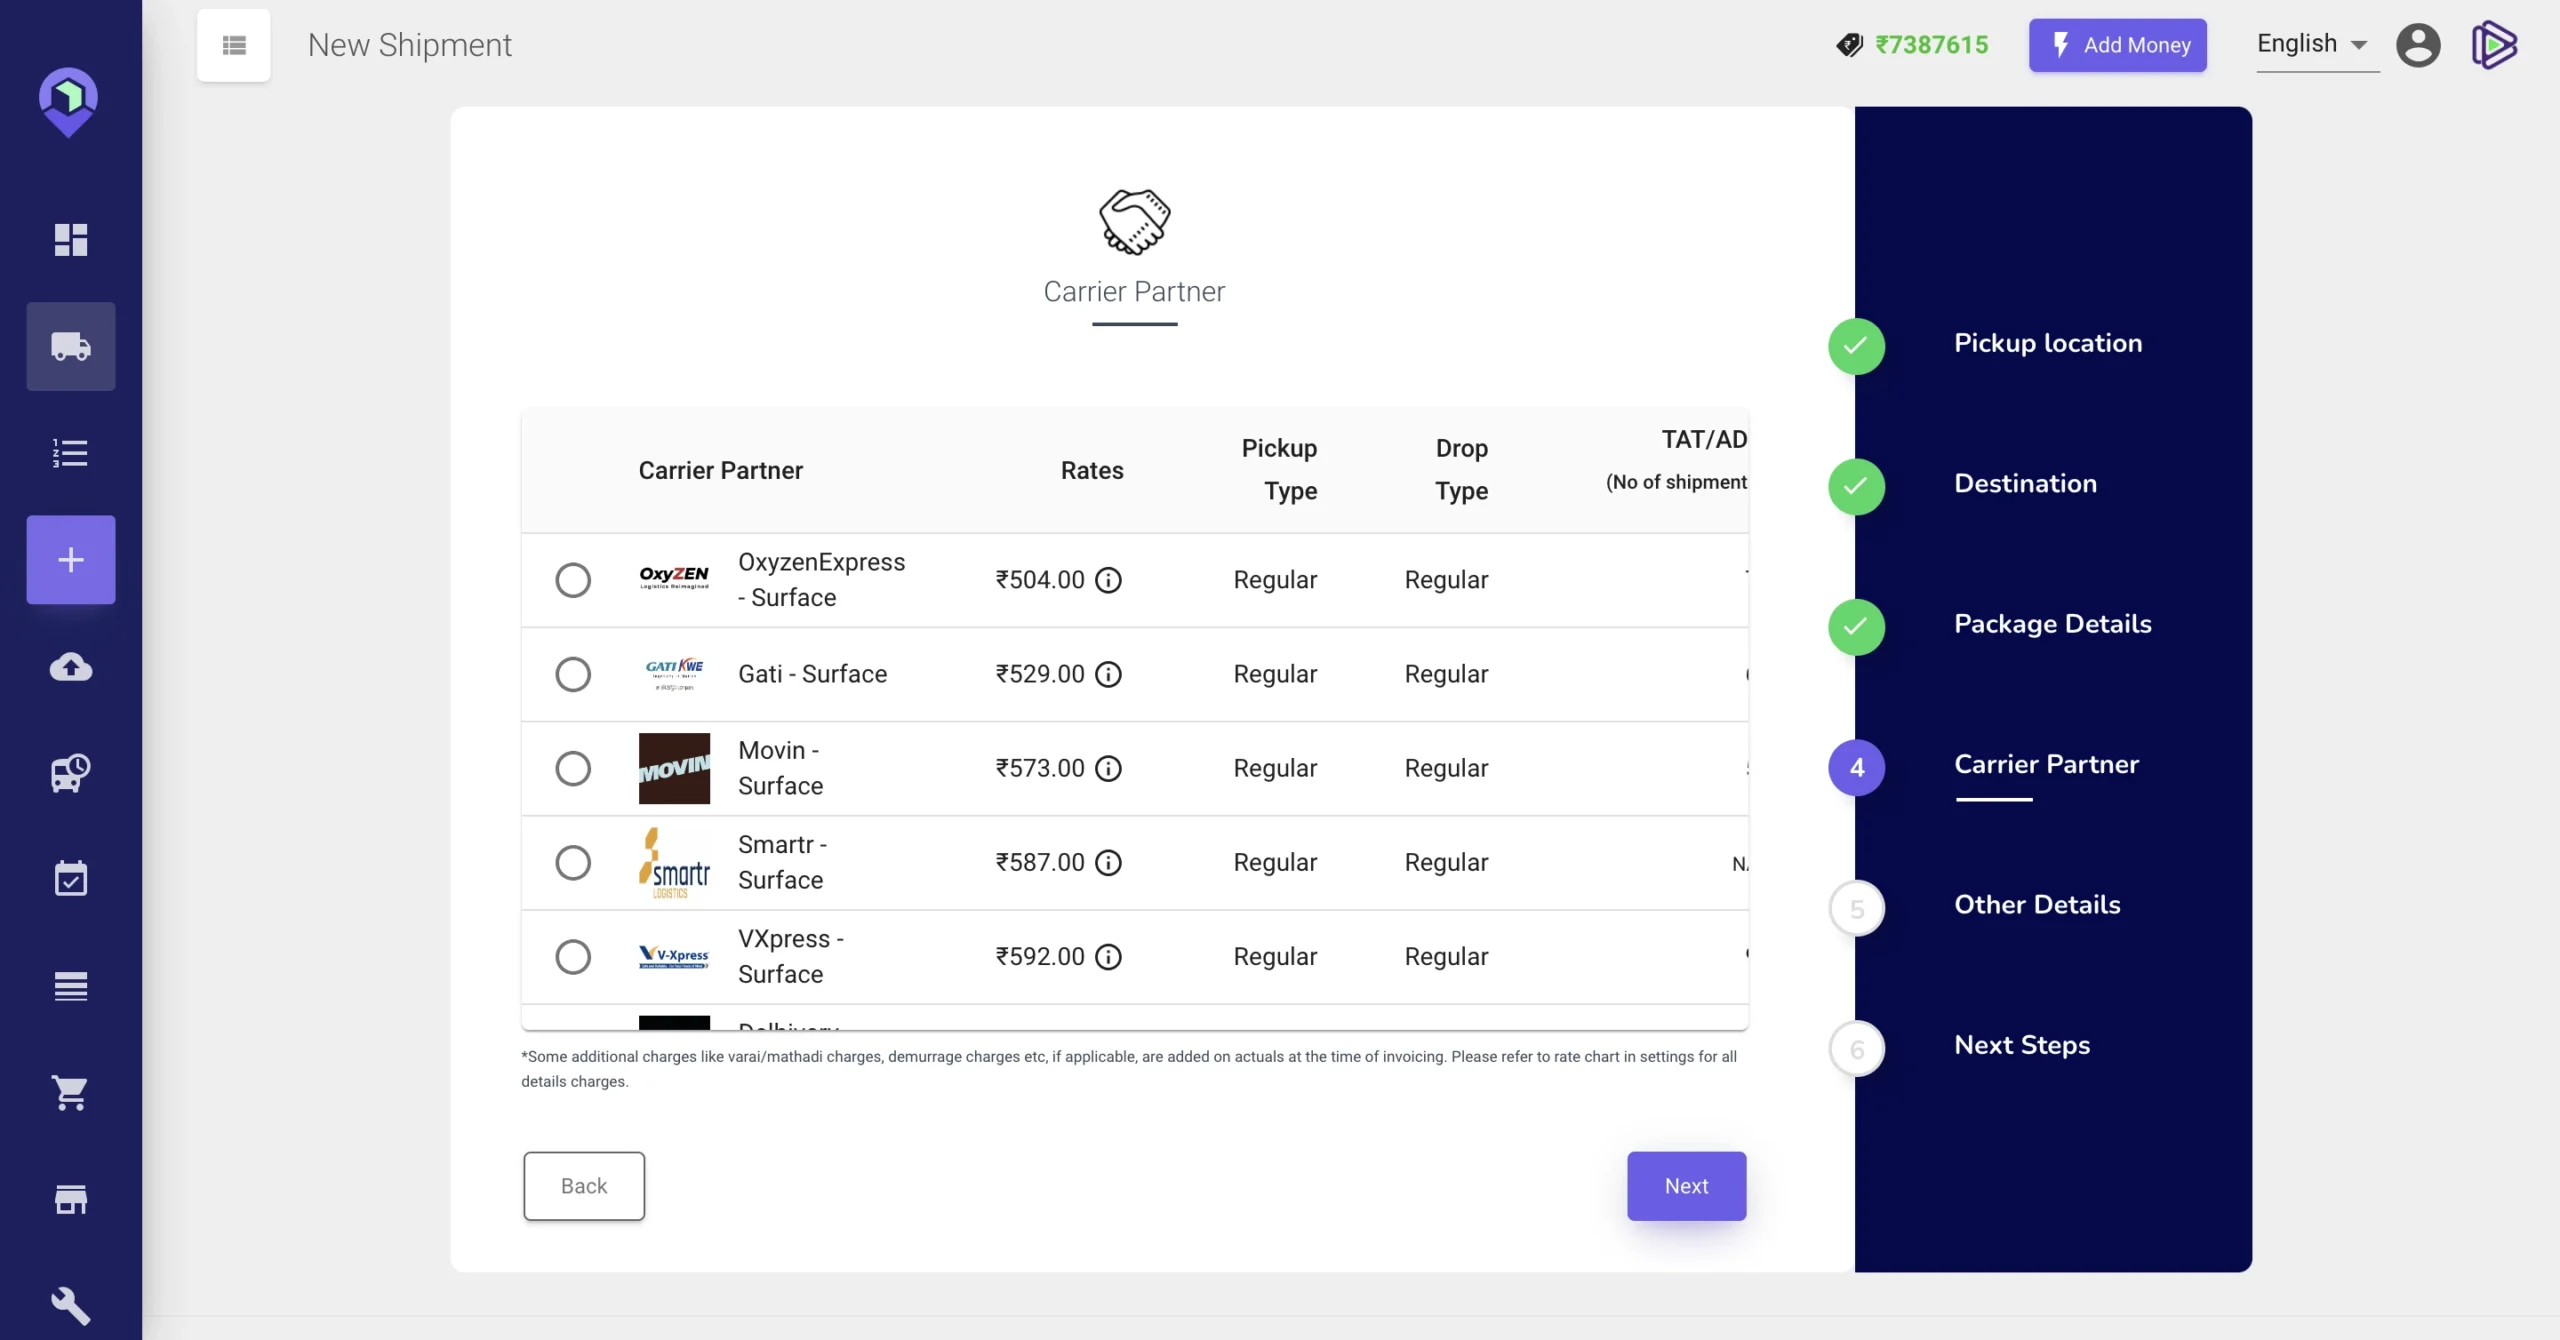 New Shipment
₹7387615
Add Money
English
Carrier Partner
Carrier Partner
Rates
Pickup
Type
Drop
Type
TAT/AD
(No of shipment
OxyZEN
Logistics Reimagined
OxyzenExpress
- Surface
₹504.00
Regular
Regular
GATI KWE
Gati - Surface
₹529.00
Regular
Regular
MOVIN
Movin -
Surface
₹573.00
Regular
Regular
smartr
LOGISTICS
Smartr -
Surface
₹587.00
Regular
Regular
V-Xpress
VXpress -
Surface
₹592.00
Regular
Regular
Delhivery
*Some additional charges like varai/mathadi charges, demurrage charges etc, if applicable, are added on actuals at the time of invoicing. Please refer to rate chart in settings for all
details charges.
Back
Next
Pickup location
Destination
Package Details
4
Carrier Partner
5
Other Details
6
Next Steps